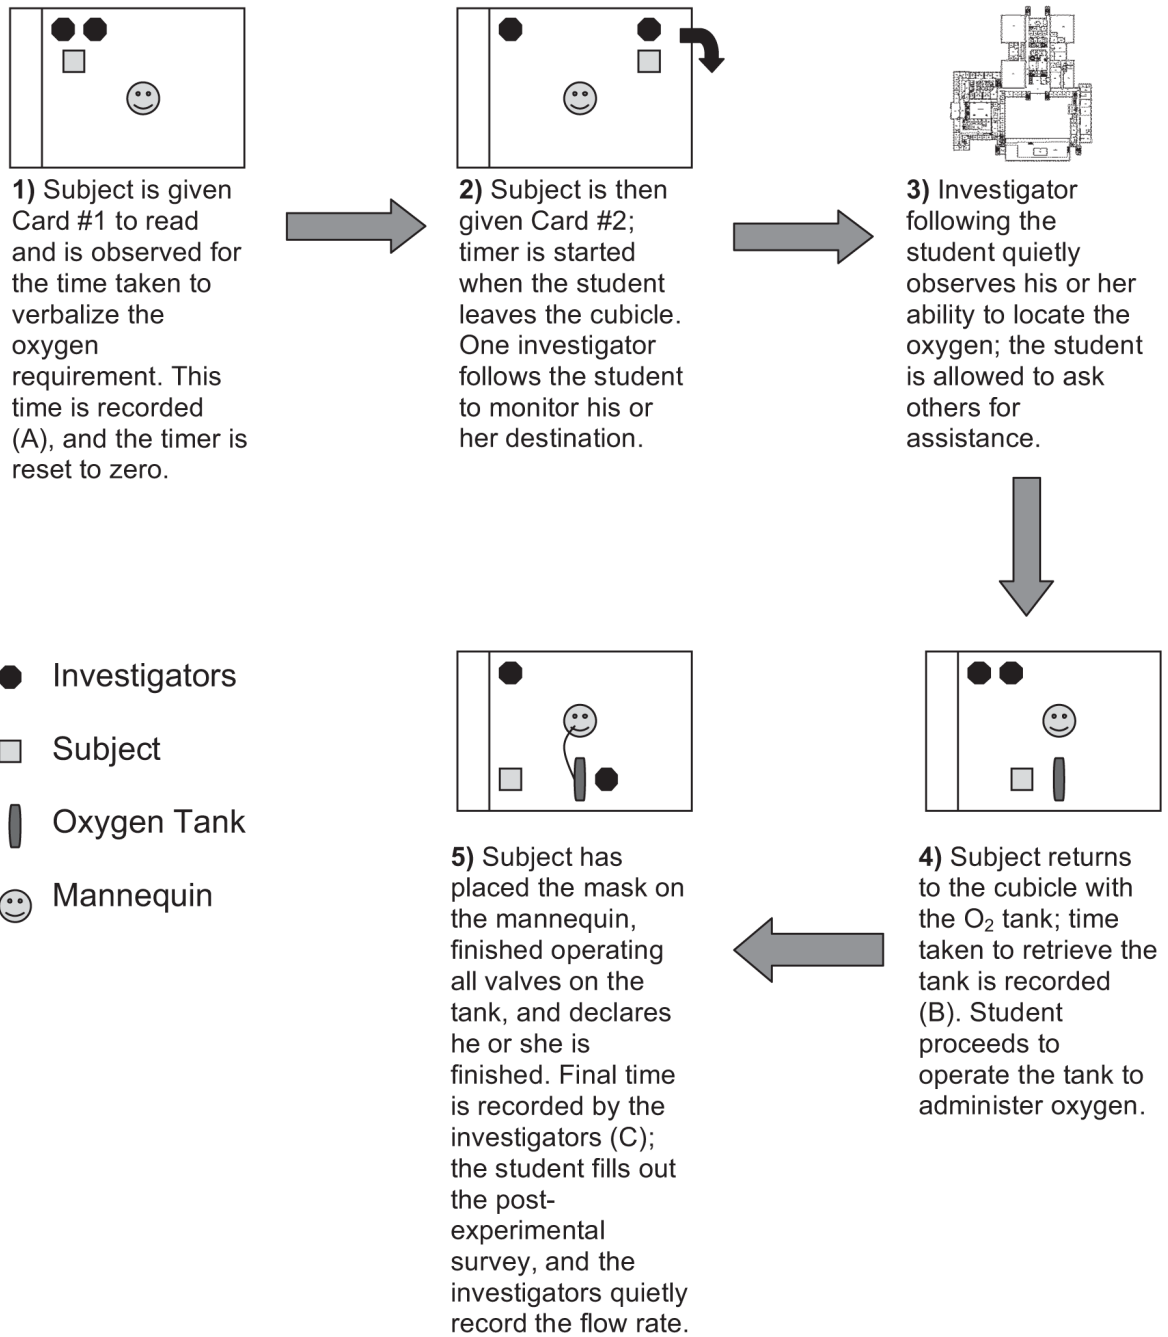 1) Subject is given
Card #1 to read
and is observed for
the time taken to
verbalize the
oxygen
requirement. This
time is recorded
(A), and the timer is
reset to zero.
2) Subject is then
given Card #2;
timer is started
when the student
leaves the cubicle.
One investigator
follows the student
to monitor his or
her destination.
3) Investigator
following the
student quietly
observes his or her
ability to locate the
oxygen; the student
is allowed to ask
others for
assistance.
4) Subject returns
to the cubicle with
the O₂ tank; time
taken to retrieve the
tank is recorded
(B). Student
proceeds to
operate the tank to
administer oxygen.
5) Subject has
placed the mask on
the mannequin,
finished operating
all valves on the
tank, and declares
he or she is
finished. Final time
is recorded by the
investigators (C);
the student fills out
the post-
experimental
survey, and the
investigators quietly
record the flow rate.
Investigators
Subject
Oxygen Tank
Mannequin